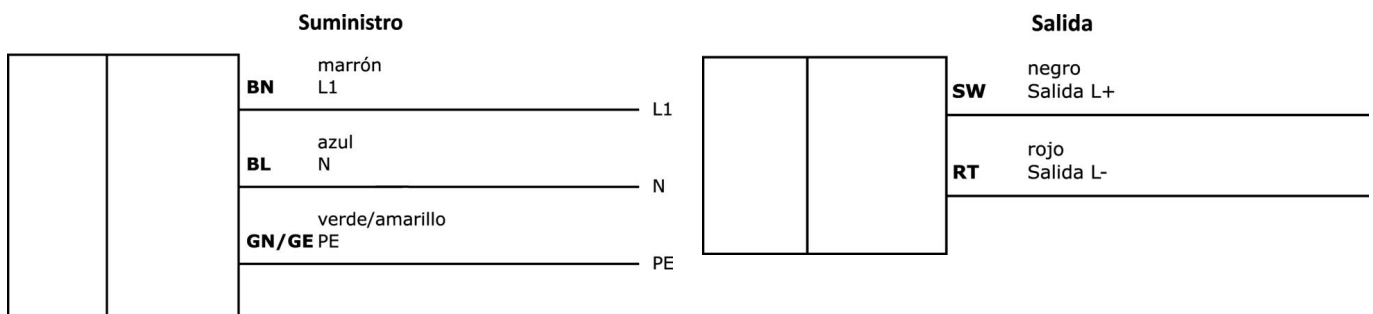 Suministro
marrón
BN L1
L1
azul
BL N
N
verde/amarillo
GN/GE PE
PE
Salida
negro
SW Salida L+
rojo
RT Salida L-